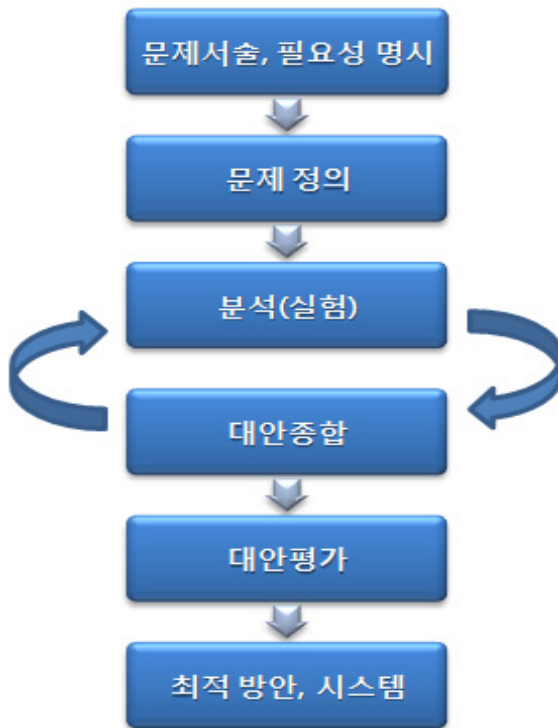 문제서술, 필요성 명시
문제 정의
분석(실험)
대안종합
대안평가
최적 방안, 시스템